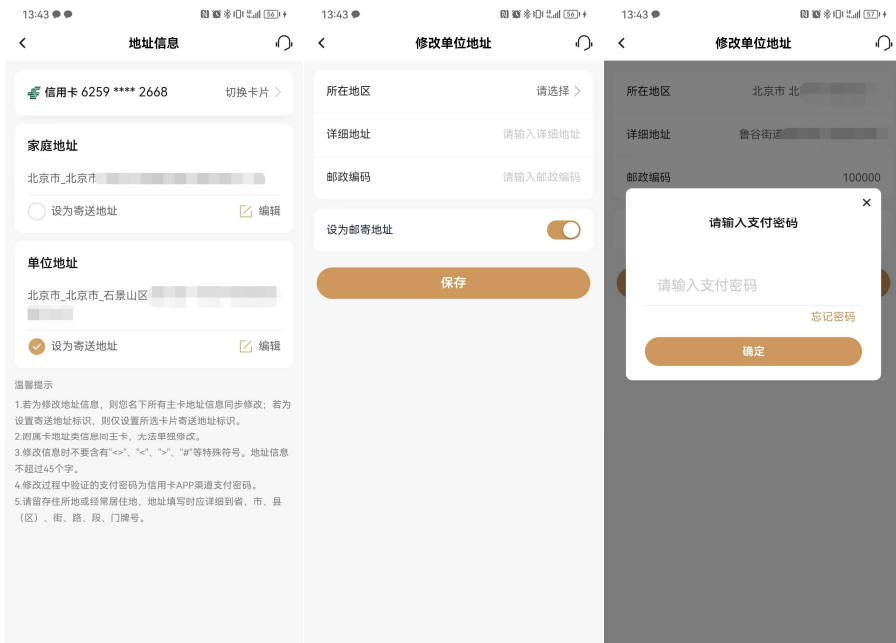 13:43
56
地址信息
信用卡 6259 **** 2668
切换卡片
家庭地址
北京市_北京市
设为寄送地址
编辑
单位地址
北京市_北京市_石景山区
设为寄送地址
编辑
温馨提示
1.若为修改地址信息，则您名下所有主卡地址信息同步修改；若为
设置寄送地址标识，则仅设置所选卡片寄送地址标识。
2.附属卡地址类信息同主卡，无法单独修改。
3.修改信息时不要含有"<>"、"<"、">"、"#"等特殊符号。地址信息
不超过45个字。
4.修改过程中验证的支付密码为信用卡APP渠道支付密码。
5.请留存住所地或经常居住地，地址填写时应详细到省、市、县
（区）、街、路、段、门牌号。
13:43
56
修改单位地址
所在地区
请选择
详细地址
请输入详细地址
邮政编码
请输入邮政编码
设为邮寄地址
保存
13:43
57
修改单位地址
所在地区
北京市 北
详细地址
鲁谷街道
邮政编码
100000
请输入支付密码
请输入支付密码
忘记密码
确定